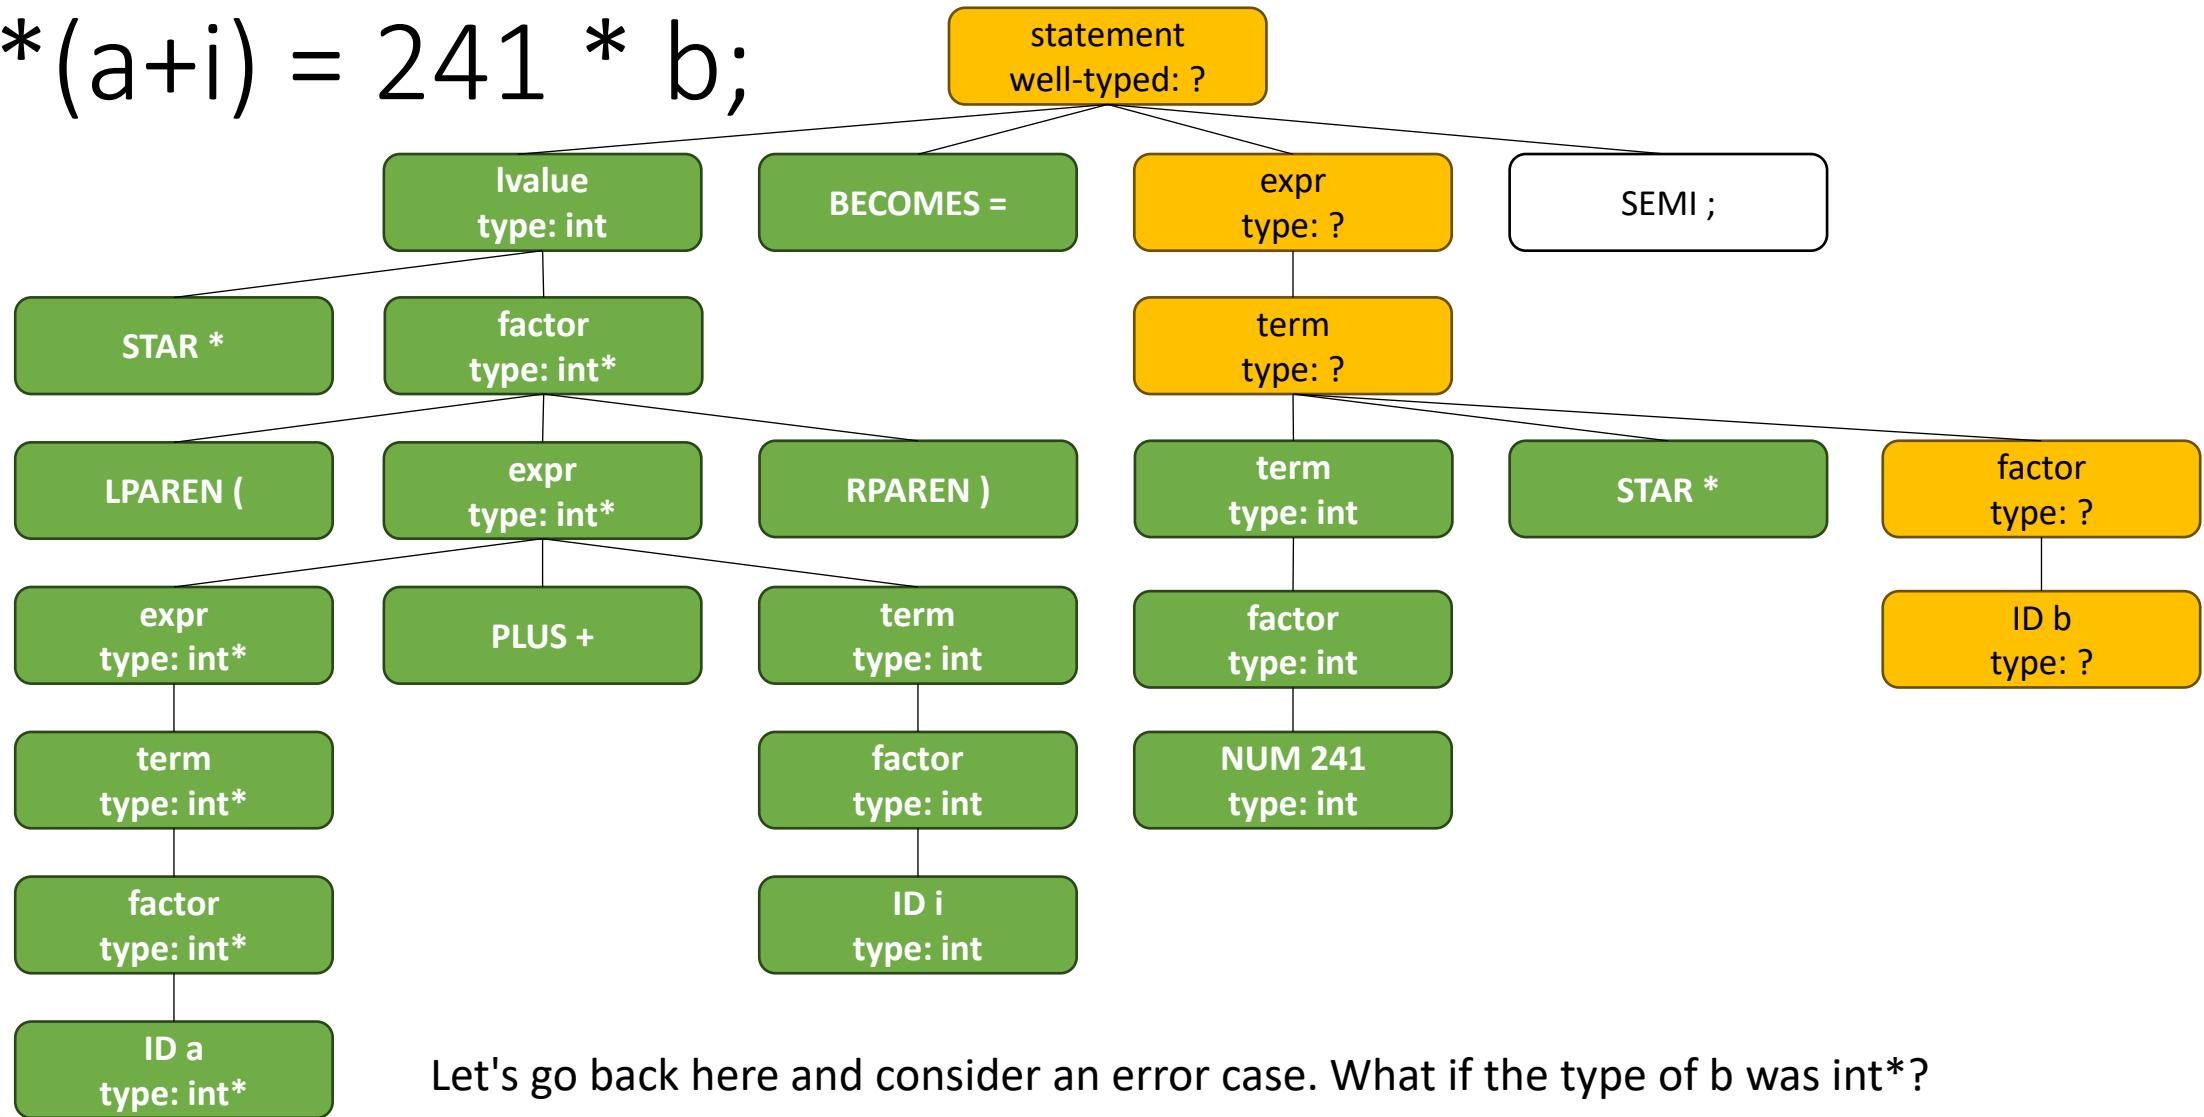 *(a+i) = 241 * b;
statement
well-typed: ?
lvalue
type: int
BECOMES =
expr
type: ?
SEMI ;
STAR *
factor
type: int*
term
type: ?
LPAREN (
expr
type: int*
RPAREN )
term
type: int
STAR *
factor
type: ?
expr
type: int*
PLUS +
term
type: int
factor
type: int
ID b
type: ?
term
type: int*
factor
type: int
NUM 241
type: int
factor
type: int*
ID i
type: int
ID a
type: int*
Let's go back here and consider an error case. What if the type of b was int*?